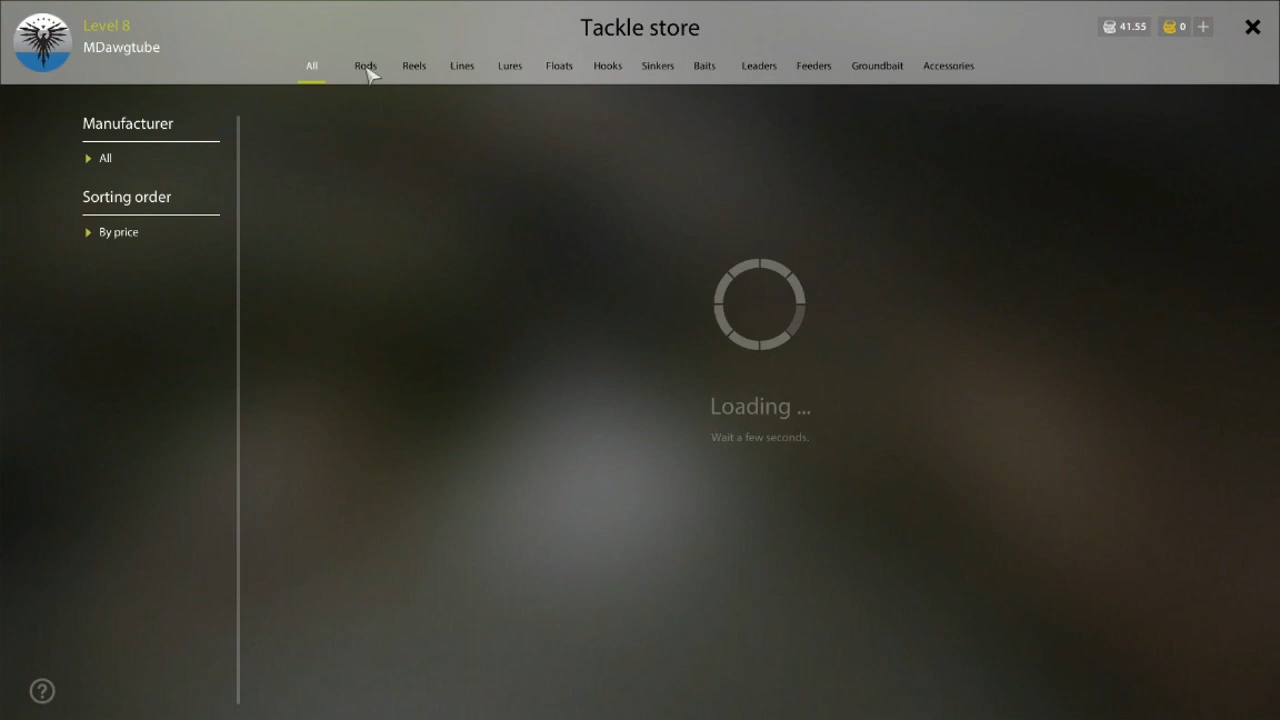 Level 8
MDawgtube
Tackle store
41.55
0
All Rods Reels Lines Lures Floats Hooks Sinkers Baits Leaders Feeders Groundbait Accessories
Manufacturer
All
Sorting order
By price
Loading ...
Wait a few seconds.
?